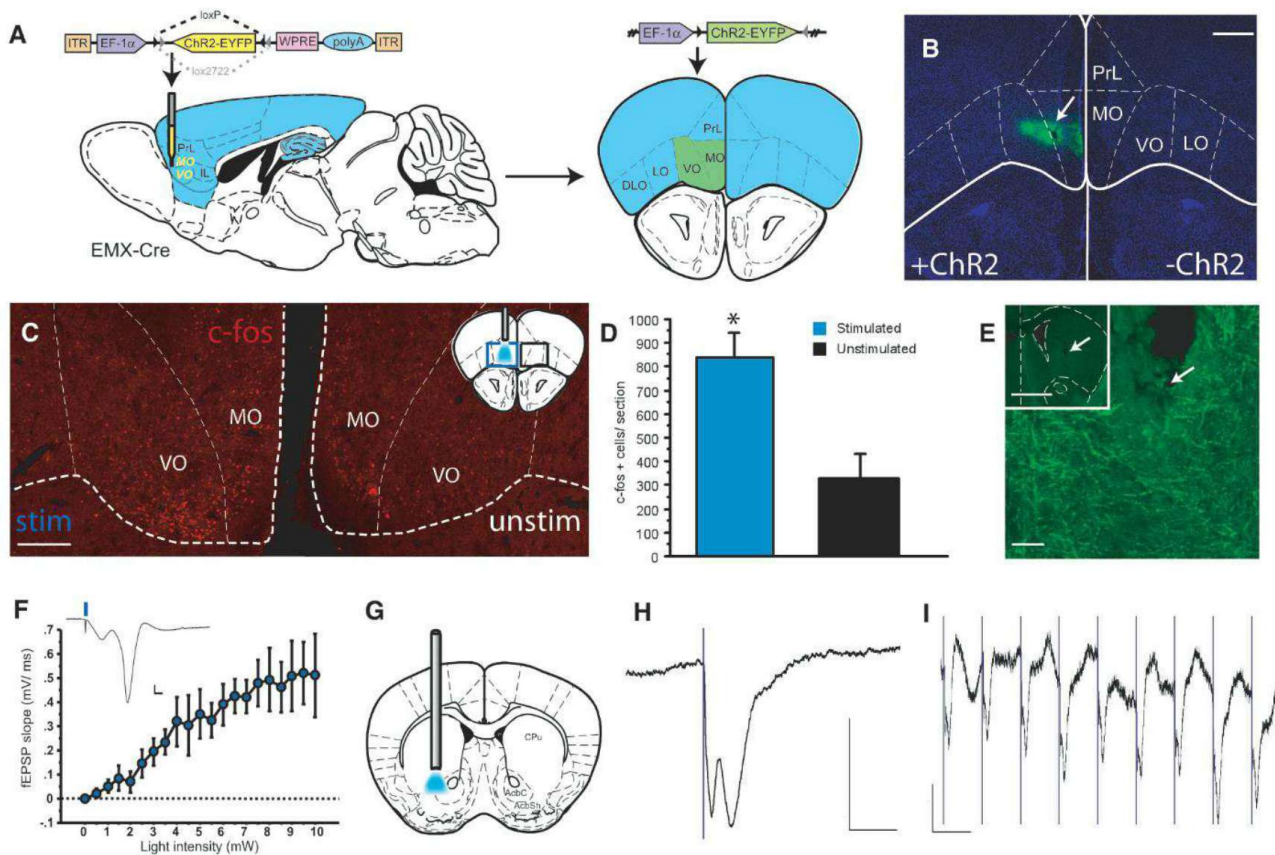 A
loxP
ITR EF-1α ChR2-EYFP WPRE polyA ITR
lox2722
PrL
MO
VO
IL
EMX-Cre
EF-1α ChR2-EYFP
PrL
MO
VO
LO
DLO
B
PrL
MO
VO
LO
+ChR2
-ChR2
C
c-fos
MO
MO
VO
VO
stim
unstim
D
*
Stimulated
Unstimulated
c-fos + cells/ section
1000
900
800
700
600
500
400
300
200
100
0
E
F
fEPSP slope (mV/ ms)
.7
.6
.5
.4
.3
.2
.1
0
-.1
0 1 2 3 4 5 6 7 8 9 10
Light intensity (mW)
G
CPu
AcbC
AcbSh
H
I